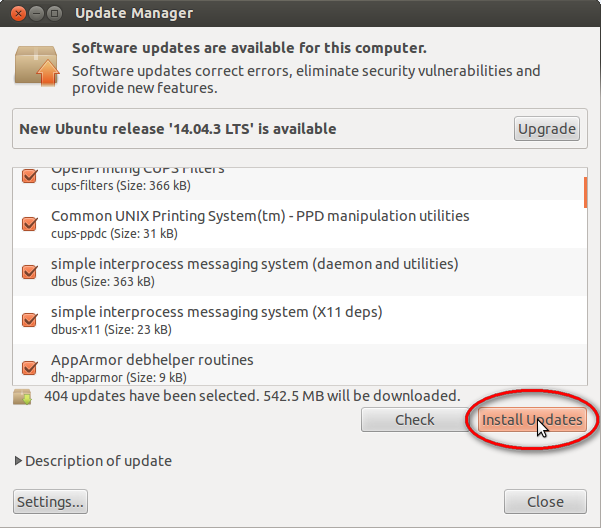 Update Manager
Software updates are available for this computer.
Software updates correct errors, eliminate security vulnerabilities and
provide new features.
New Ubuntu release '14.04.3 LTS' is available
Upgrade
OpenPrinting CUPS Filters
cups-filters (Size: 366 kB)
Common UNIX Printing System(tm) - PPD manipulation utilities
cups-ppdc (Size: 31 kB)
simple interprocess messaging system (daemon and utilities)
dbus (Size: 363 kB)
simple interprocess messaging system (X11 deps)
dbus-x11 (Size: 23 kB)
AppArmor debhelper routines
dh-apparmor (Size: 9 kB)
404 updates have been selected. 542.5 MB will be downloaded.
Check
Install Updates
Description of update
Settings...
Close